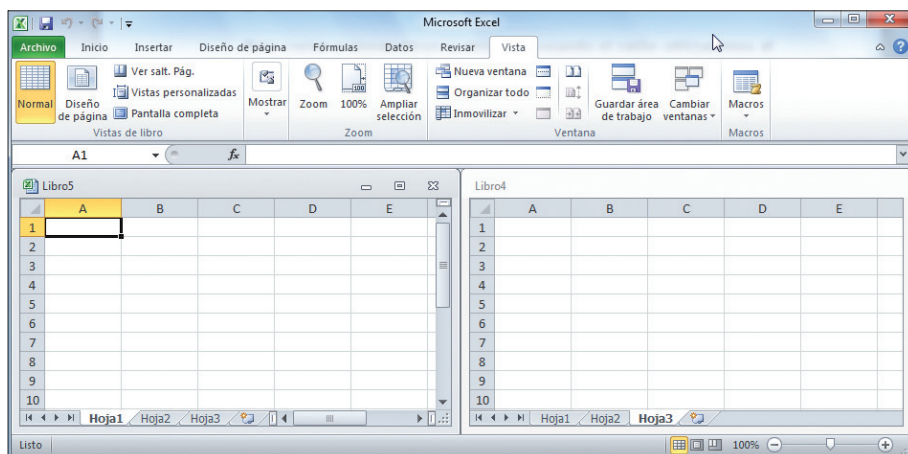 Microsoft Excel
Archivo Inicio Insertar Diseño de página Fórmulas Datos Revisar Vista
Normal
Diseño de página
Ver salt. Pág.
Vistas personalizadas
Pantalla completa
Vistas de libro
Mostrar
Zoom
100%
Ampliar selección
Zoom
Nueva ventana
Organizar todo
Inmovilizar
Guardar área de trabajo
Cambiar ventanas
Ventana
Macros
Macros
A1 fx
Libro5
A B C D E
1
2
3
4
5
6
7
8
9
10
Hoja1 Hoja2 Hoja3
Libro4
A B C D E
1
2
3
4
5
6
7
8
9
10
Hoja1 Hoja2 Hoja3
Listo 100%